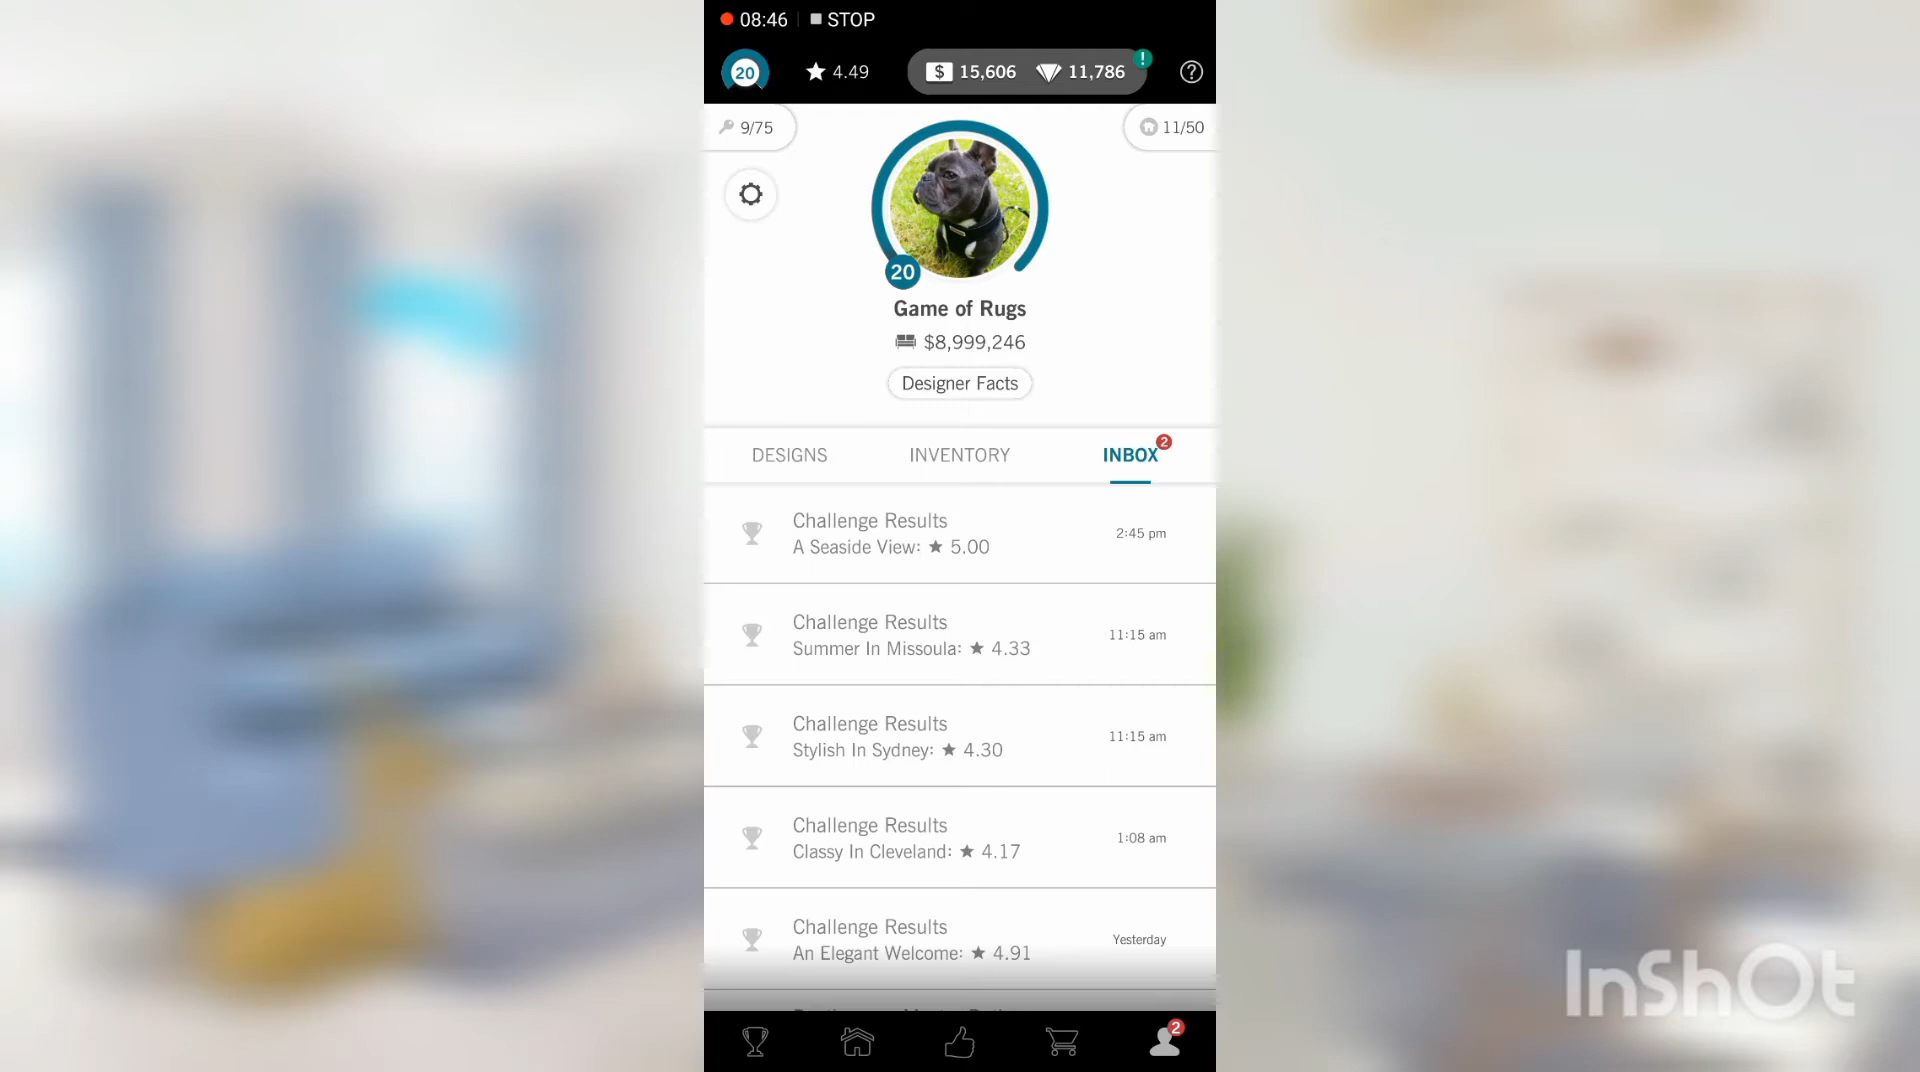 08:46 STOP
20 4.49 $ 15,606 11,786 ! ?
9/75 11/50
20
Game of Rugs
$8,999,246
Designer Facts
DESIGNS INVENTORY INBOX 2
Challenge Results
A Seaside View: ★ 5.00 2:45 pm
Challenge Results
Summer In Missoula: ★ 4.33 11:15 am
Challenge Results
Stylish In Sydney: ★ 4.30 11:15 am
Challenge Results
Classy In Cleveland: ★ 4.17 1:08 am
Challenge Results
An Elegant Welcome: ★ 4.91 Yesterday
2
InShOt